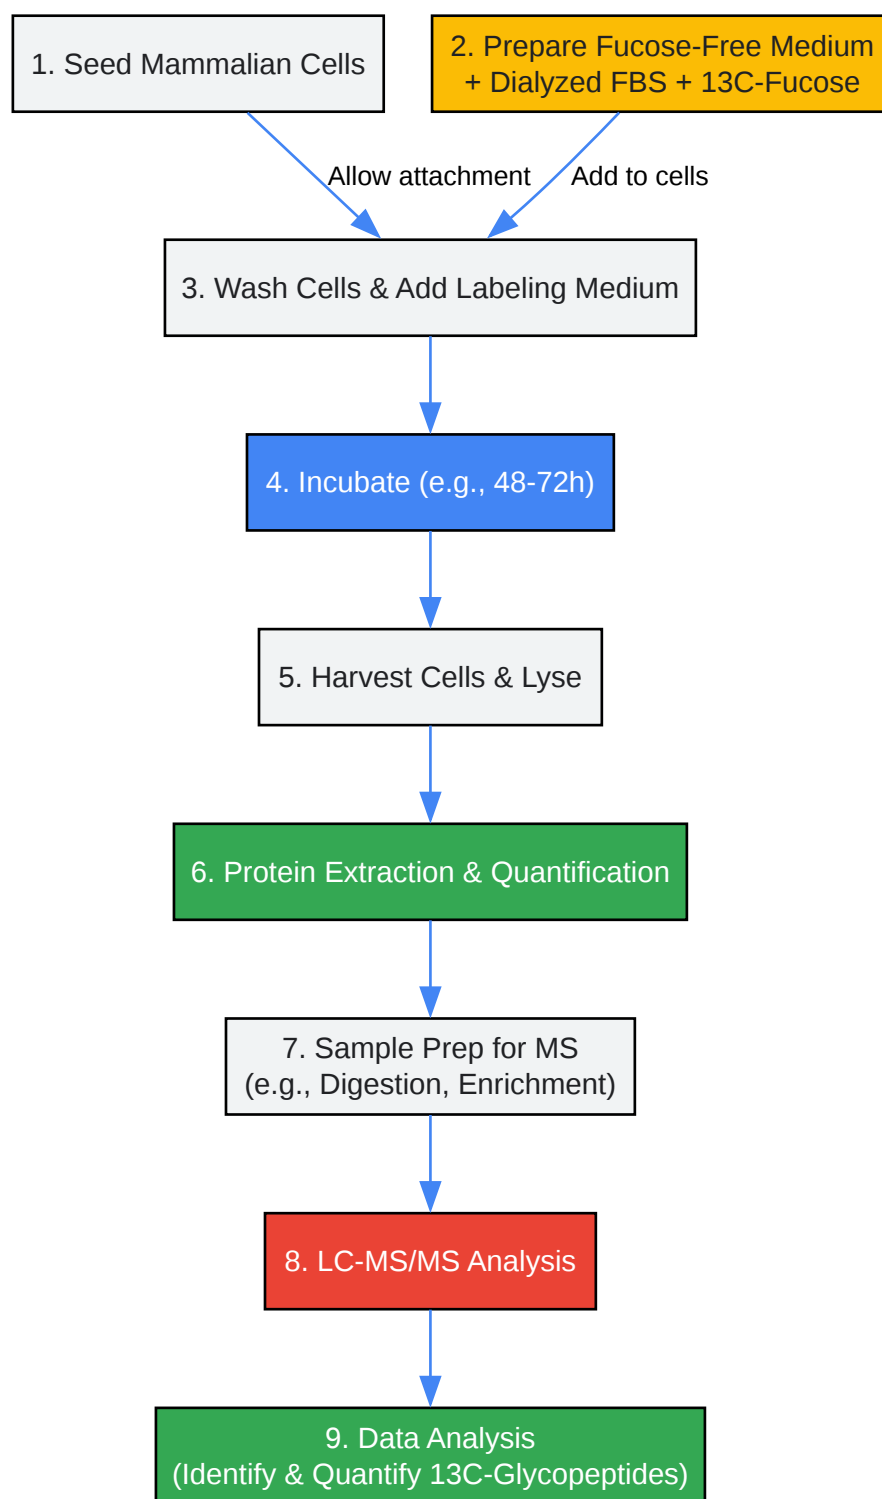 1. Seed Mammalian Cells
2. Prepare Fucose-Free Medium
+ Dialyzed FBS + 13C-Fucose
Allow attachment
Add to cells
3. Wash Cells & Add Labeling Medium
4. Incubate (e.g., 48-72h)
5. Harvest Cells & Lyse
6. Protein Extraction & Quantification
7. Sample Prep for MS
(e.g., Digestion, Enrichment)
8. LC-MS/MS Analysis
9. Data Analysis
(Identify & Quantify 13C-Glycopeptides)